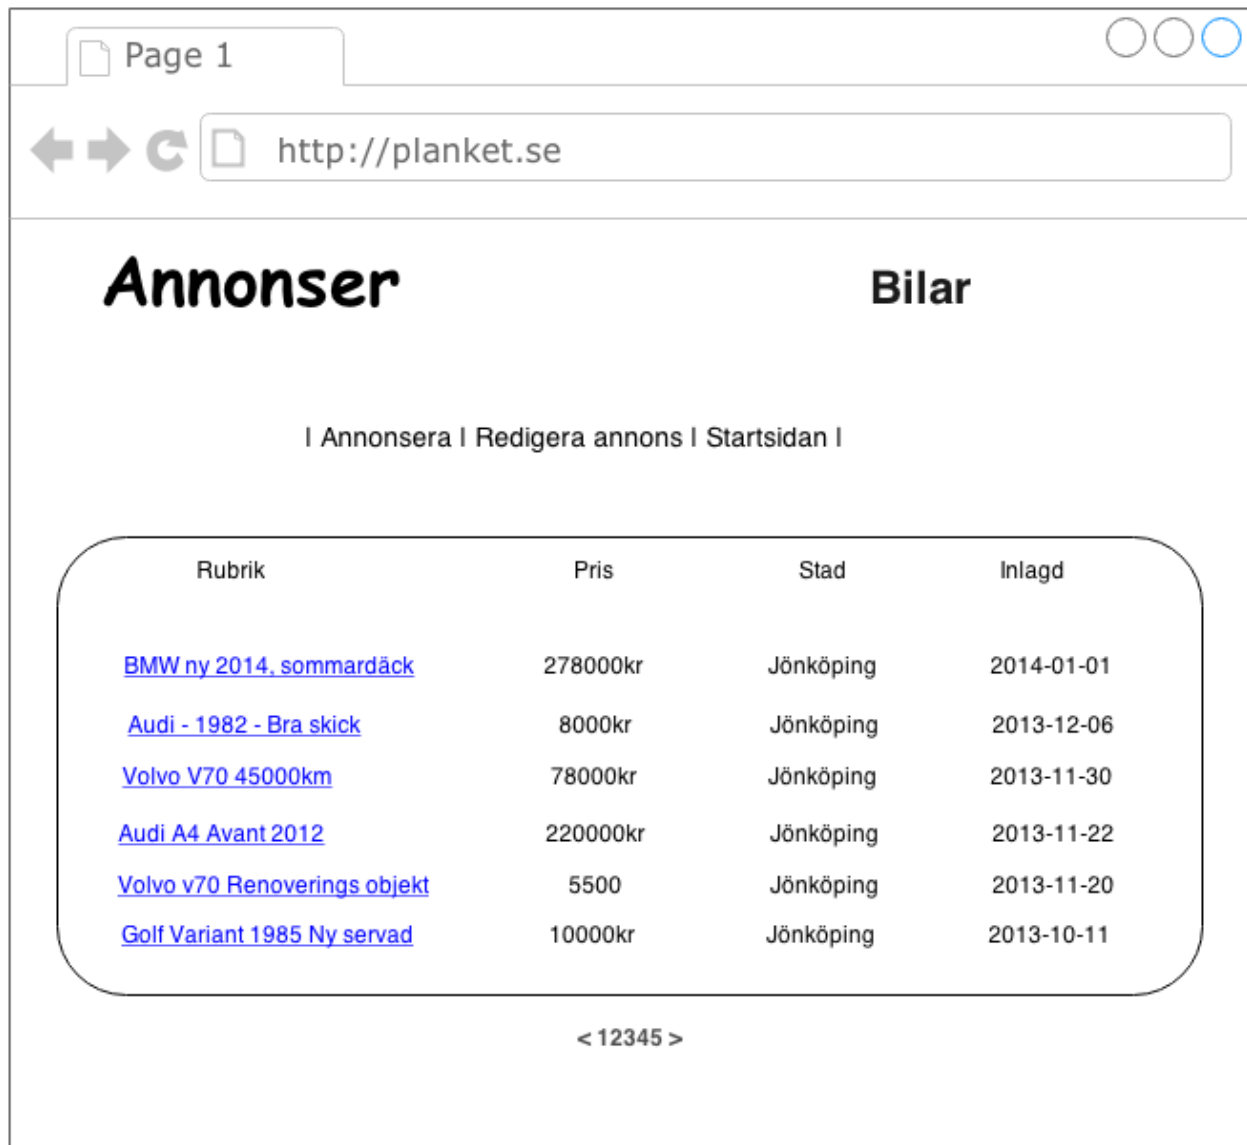 Page 1
http://planket.se
Annonser Bilar
| Annonsera | Redigera annons | Startsidan |
Rubrik Pris Stad Inlagd
BMW ny 2014, sommardäck 278000kr Jönköping 2014-01-01
Audi - 1982 - Bra skick 8000kr Jönköping 2013-12-06
Volvo V70 45000km 78000kr Jönköping 2013-11-30
Audi A4 Avant 2012 220000kr Jönköping 2013-11-22
Volvo v70 Renoverings objekt 5500 Jönköping 2013-11-20
Golf Variant 1985 Ny servad 10000kr Jönköping 2013-10-11
< 12345 >